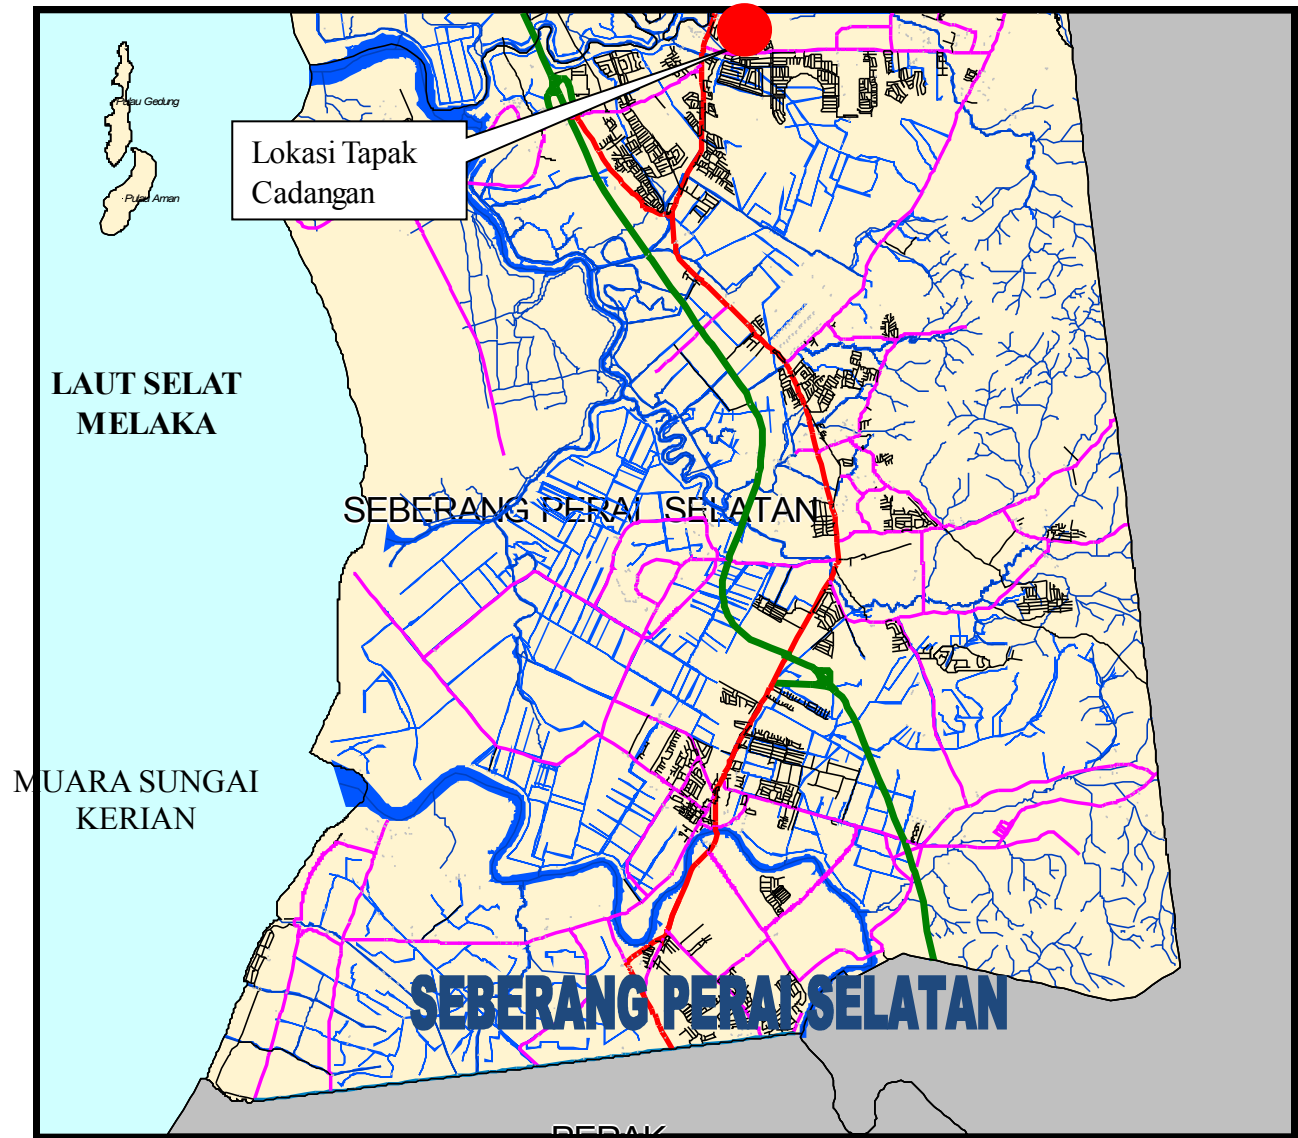 Pulau Gedung
Lokasi Tapak
Cadangan
Pulau Aman
LAUT SELAT
MELAKA
SEBERANG PERAI SELATAN
MUARA SUNGAI
KERIAN
SEBERANG PERAI SELATAN
PERAK